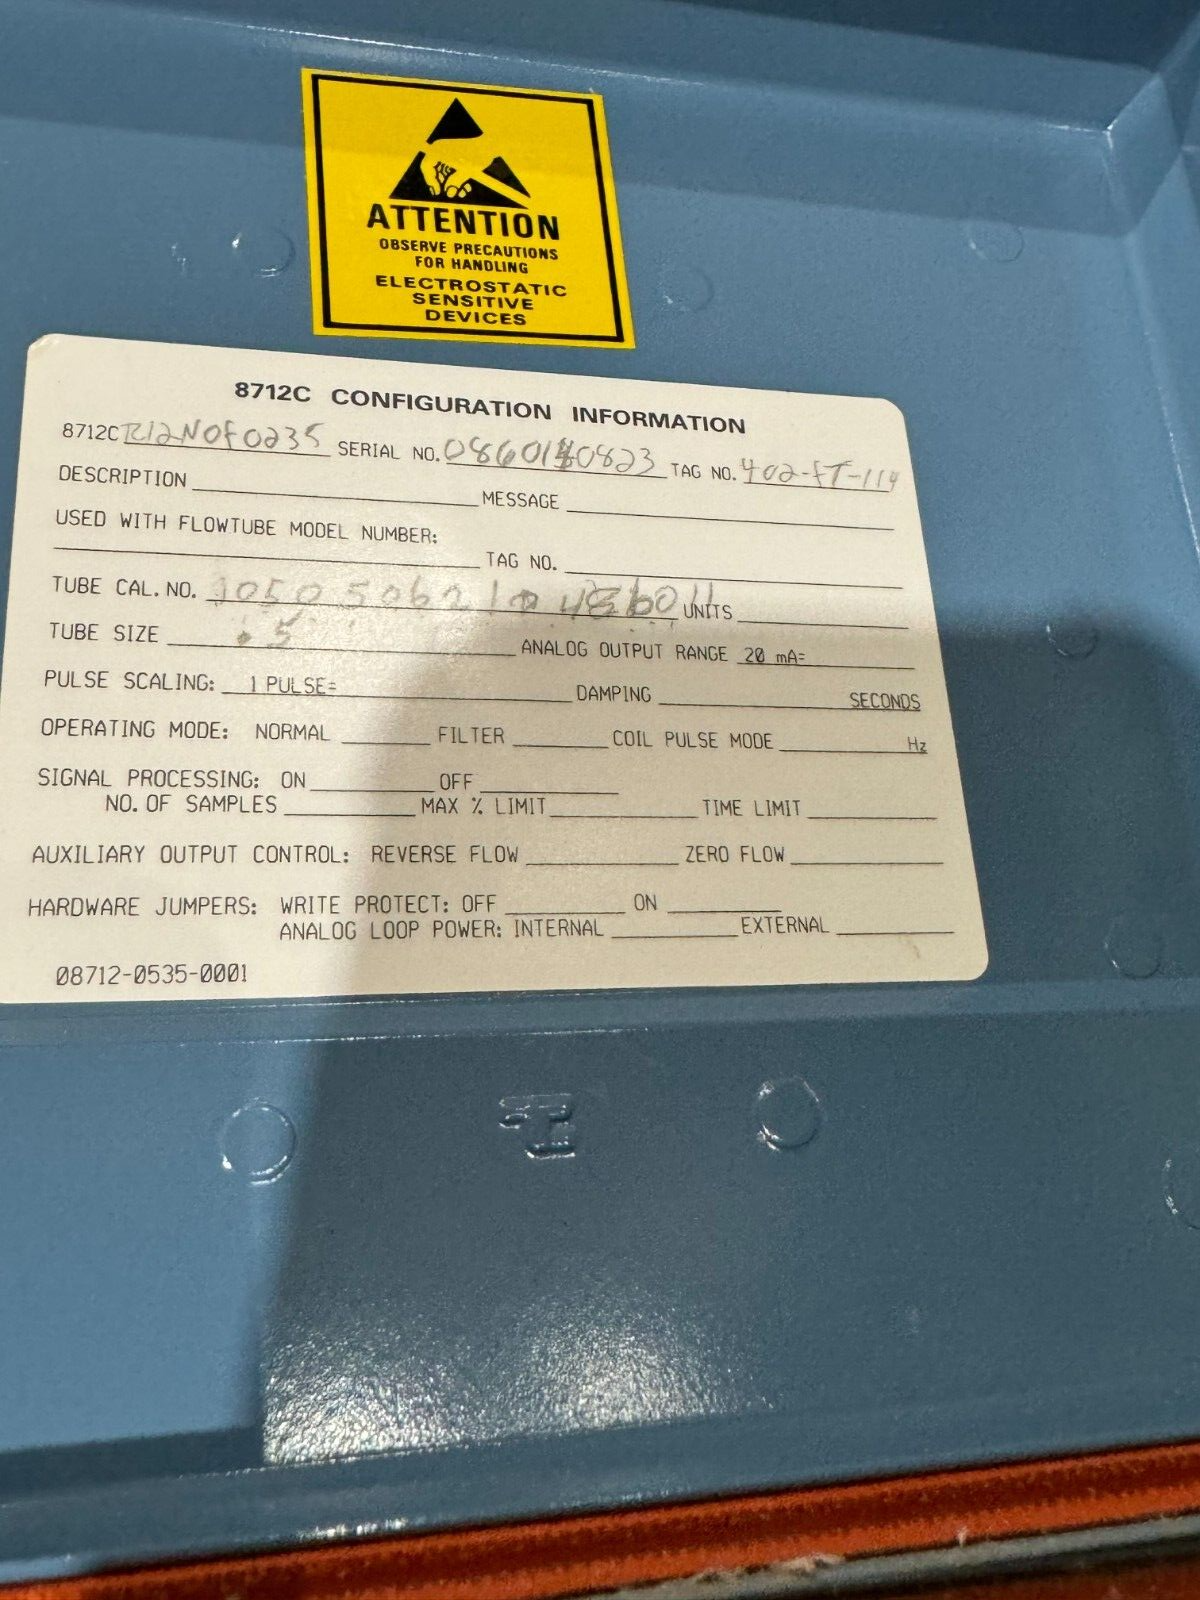 ATTENTION
OBSERVE PRECAUTIONS
FOR HANDLING
ELECTROSTATIC
SENSITIVE
DEVICES
8712C CONFIGURATION INFORMATION
8712C R12N0F0235 SERIAL NO. 0860140823 TAG NO. 402-FT-114
DESCRIPTION MESSAGE
USED WITH FLOWTUBE MODEL NUMBER:
TAG NO.
TUBE CAL. NO. UNITS
TUBE SIZE .5 ANALOG OUTPUT RANGE 20 mA=
PULSE SCALING: 1 PULSE= DAMPING SECONDS
OPERATING MODE: NORMAL FILTER COIL PULSE MODE Hz
SIGNAL PROCESSING: ON OFF
NO. OF SAMPLES MAX % LIMIT TIME LIMIT
AUXILIARY OUTPUT CONTROL: REVERSE FLOW ZERO FLOW
HARDWARE JUMPERS: WRITE PROTECT: OFF ON
ANALOG LOOP POWER: INTERNAL EXTERNAL
08712-0535-0001